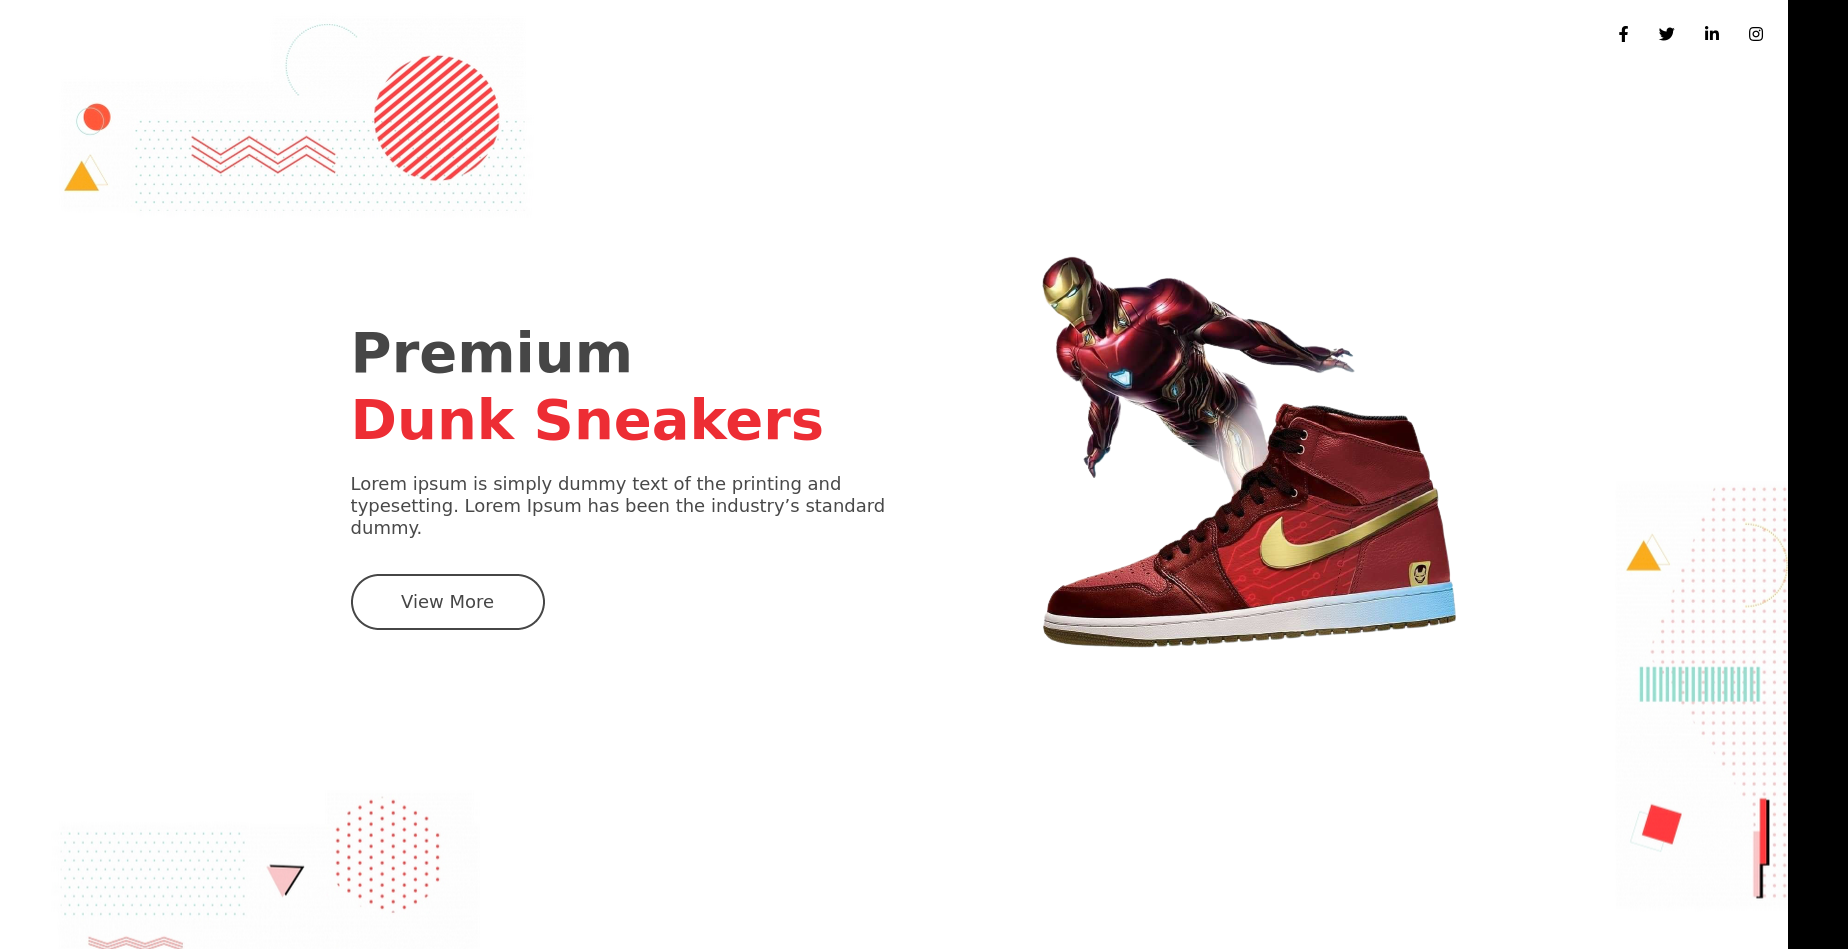 Premium
Dunk Sneakers
Lorem ipsum is simply dummy text of the printing and
typesetting. Lorem Ipsum has been the industry’s standard
dummy.
View More